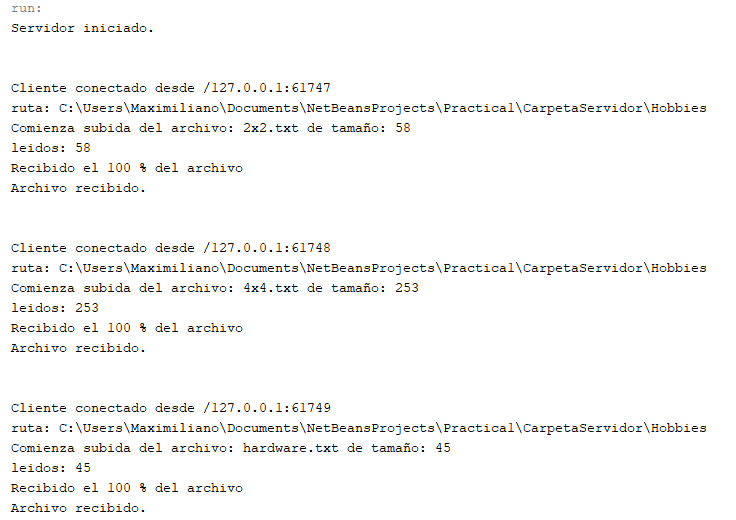 run:
Servidor iniciado.
Cliente conectado desde /127.0.0.1:61747
ruta: C:\Users\Maximiliano\Documents\NetBeansProjects\Practica1\CarpetaServidor\Hobbies
Comienza subida del archivo: 2x2.txt de tamaño: 58
leidos: 58
Recibido el 100 % del archivo
Archivo recibido.
Cliente conectado desde /127.0.0.1:61748
ruta: C:\Users\Maximiliano\Documents\NetBeansProjects\Practica1\CarpetaServidor\Hobbies
Comienza subida del archivo: 4x4.txt de tamaño: 253
leidos: 253
Recibido el 100 % del archivo
Archivo recibido.
Cliente conectado desde /127.0.0.1:61749
ruta: C:\Users\Maximiliano\Documents\NetBeansProjects\Practica1\CarpetaServidor\Hobbies
Comienza subida del archivo: hardware.txt de tamaño: 45
leidos: 45
Recibido el 100 % del archivo
Archivo recibido.